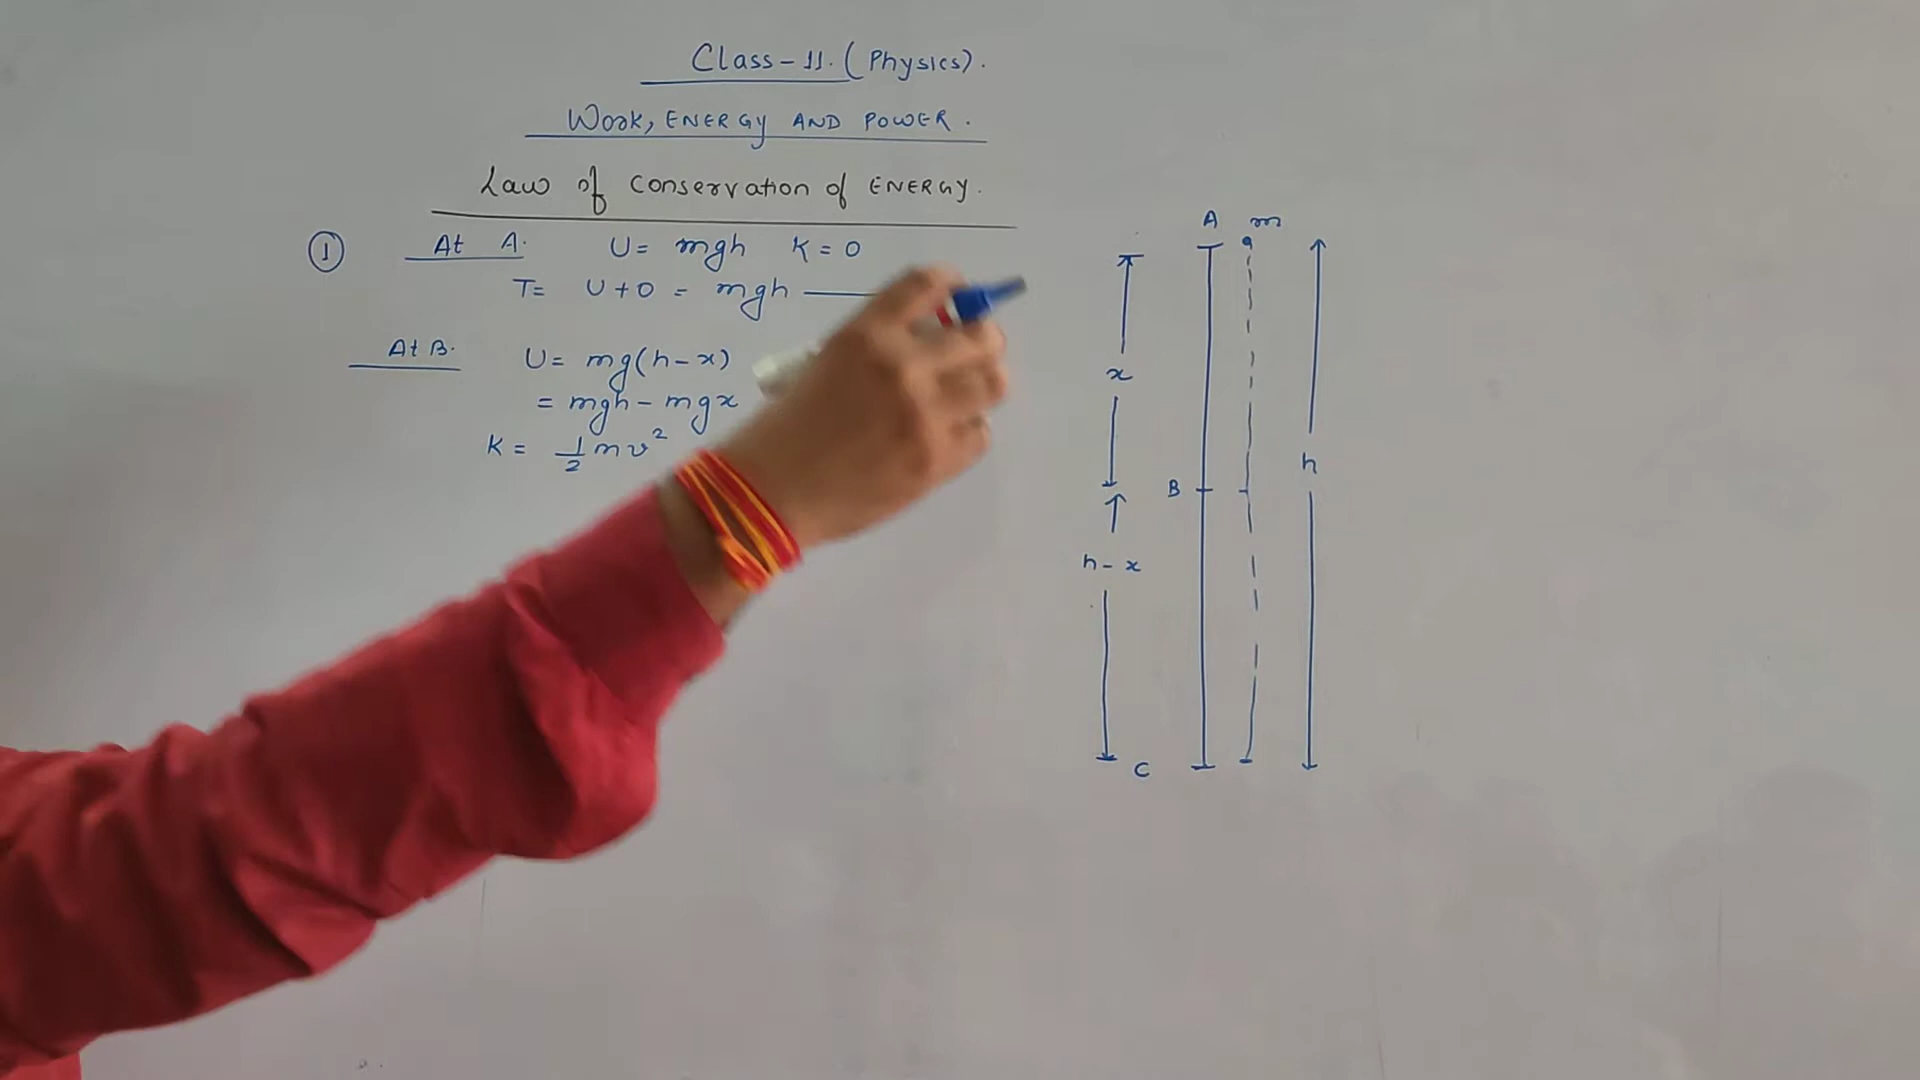 Class-11. (Physics).
Work, ENERGY AND POWER.
Law of conservation of ENERGY.
① At A. U= mgh K=0
T= U+0 = mgh
At B. U= mg(h-x)
= mgh-mgx
K= 1/2 mv²
A m
x
h
B
h-x
C